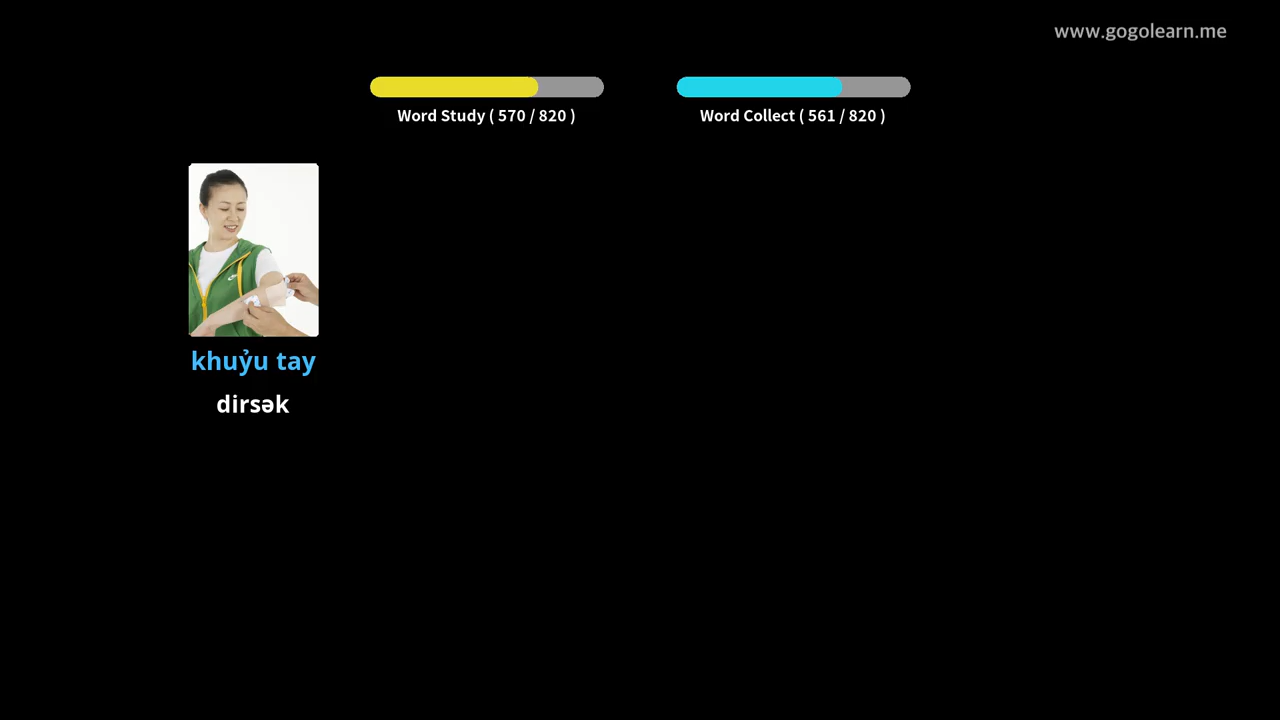 www.gogolearn.me
Word Study ( 570 / 820 )
Word Collect ( 561 / 820 )
khuỷu tay
dirsək